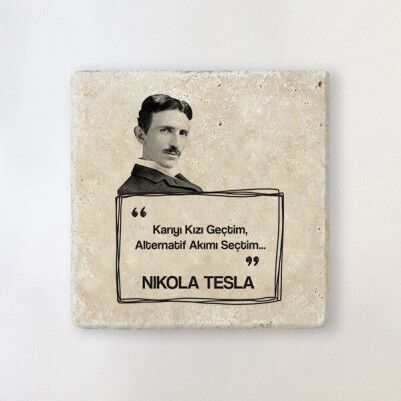 “
Karıyı Kızı Geçtim,
Alternatif Akımı Seçtim...
”
NIKOLA TESLA